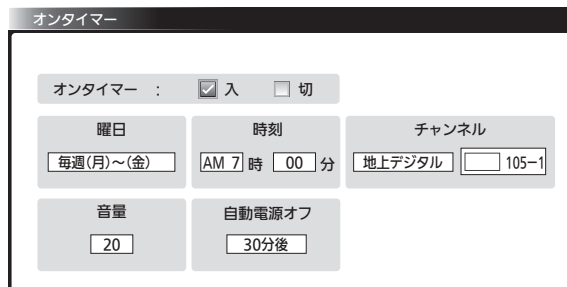 オンタイマー
オンタイマー : 入 切
曜日 時刻 チャンネル
毎週(月)~(金) AM 7 時 00 分 地上デジタル 105-1
音量 自動電源オフ
20 30分後